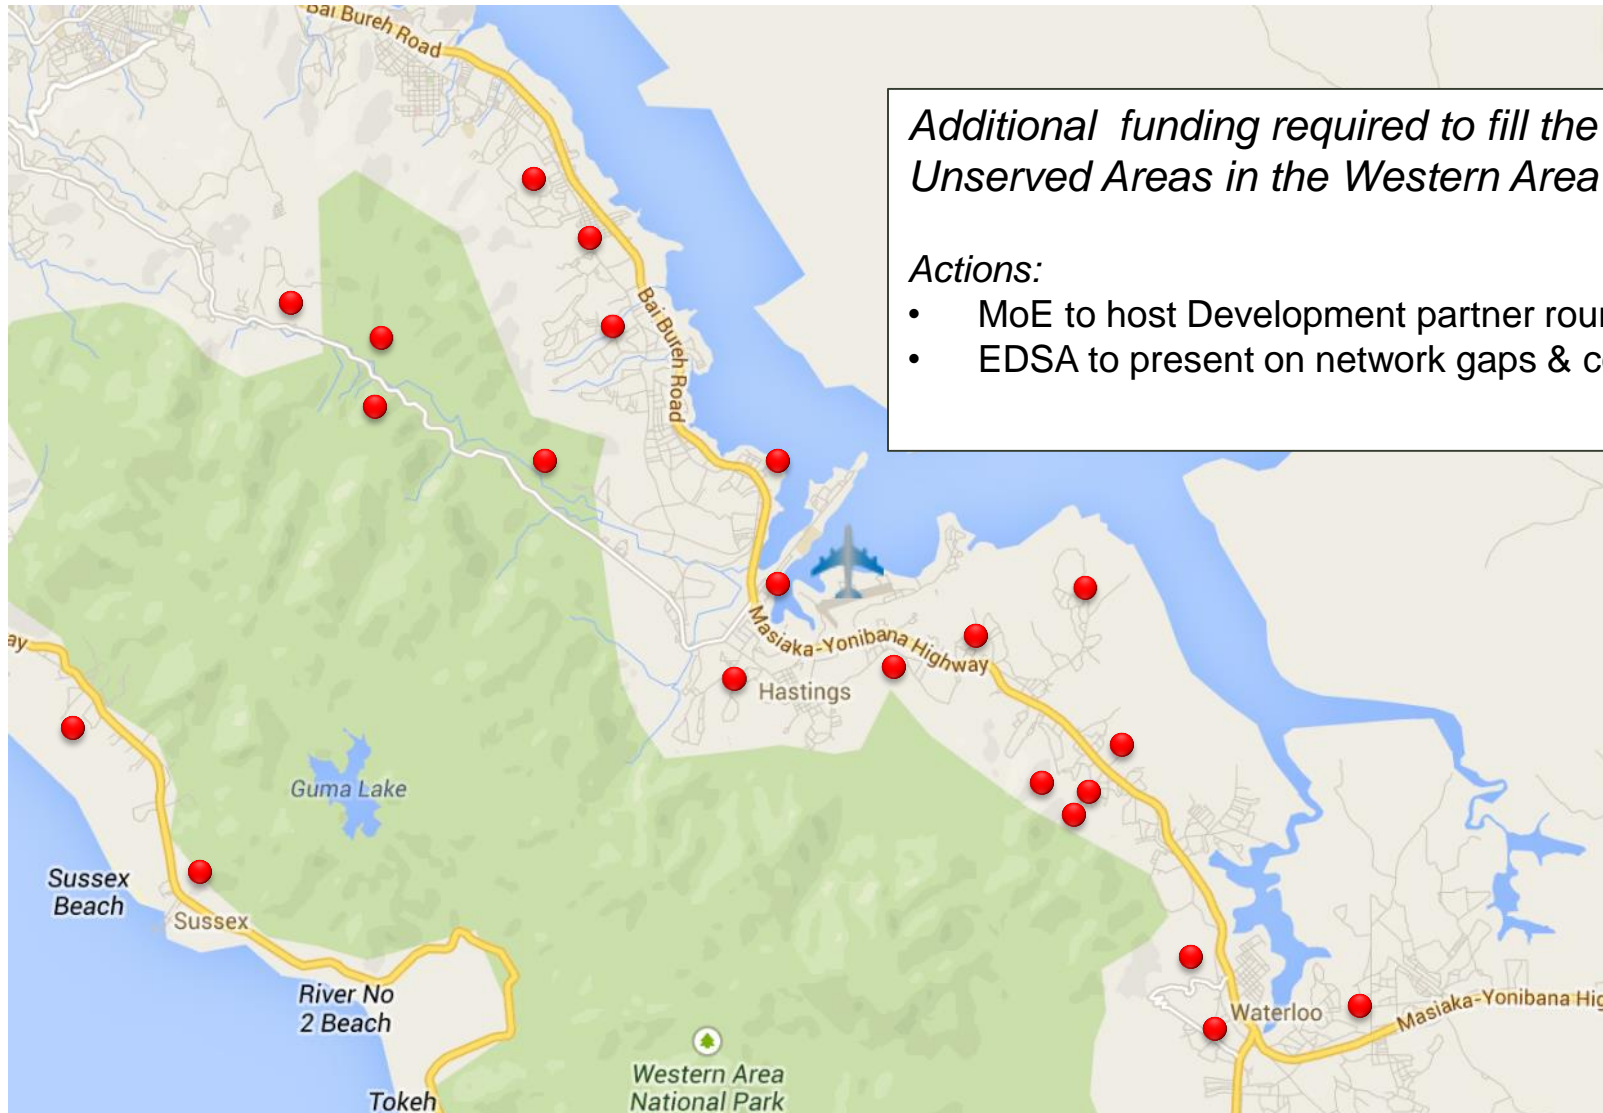 Bai Bureh Road
Additional funding required to fill the
Unserved Areas in the Western Area
Actions:
• MoE to host Development partner
• EDSA to present on network gaps &
Bai Bureh Road
Masiaka-Yonibana Highway
Hastings
Guma Lake
Sussex
Beach
Sussex
River No
2 Beach
Waterloo
Masiaka-Yonibana
Western Area
National Park
Tokeh